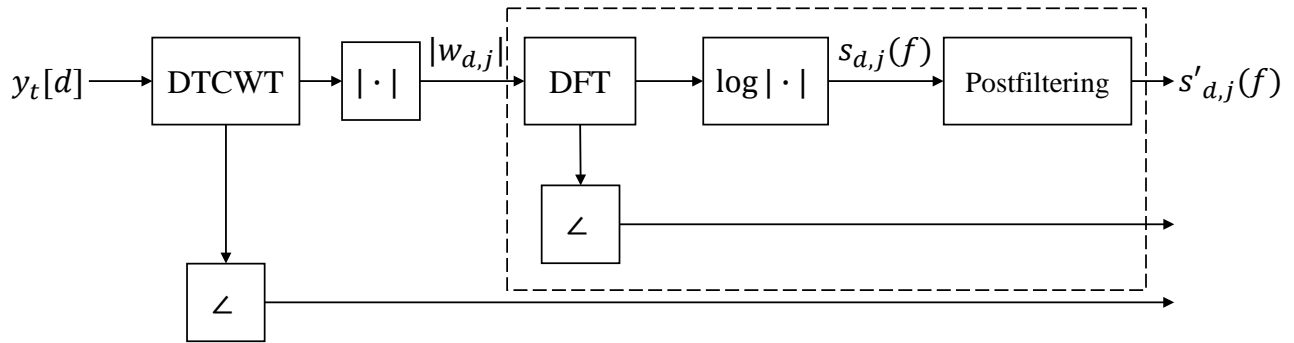 y_t[d]
DTCWT
|·|
|w_{d,j}|
DFT
log|·|
s_{d,j}(f)
Postfiltering
s'_{d,j}(f)
∠
∠